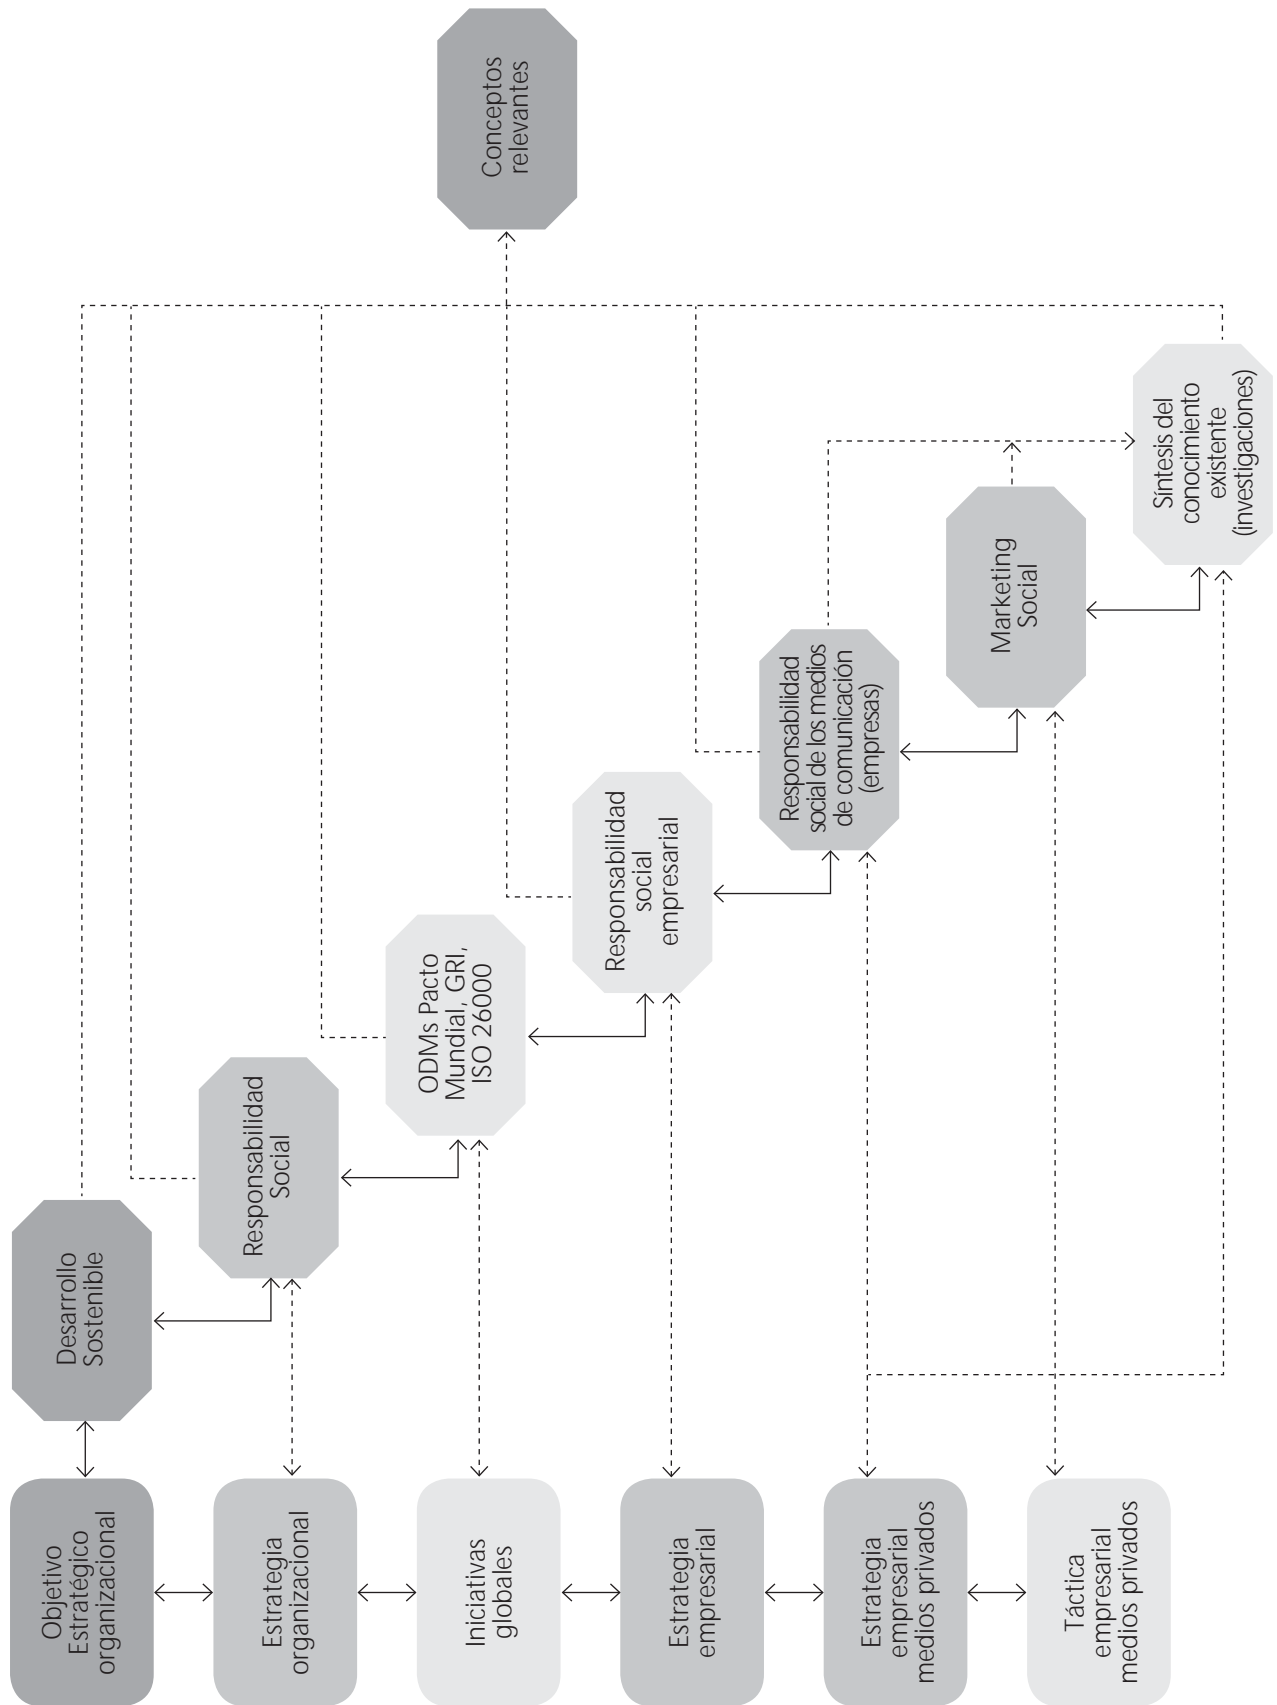 Objetivo
Estratégico
organizacional
Estrategia
organizacional
Iniciativas
globales
Estrategia
empresarial
Estrategia
empresarial
medios privados
Táctica
empresarial
medios privados
Desarrollo
Sostenible
Responsabilidad
Social
ODMs Pacto
Mundial, GRI,
ISO 26000
Responsabilidad
social
empresarial
Responsabilidad
social de los medios
de comunicación
(empresas)
Marketing
Social
Síntesis del
conocimiento
existente
(investigaciones)
Conceptos
relevantes